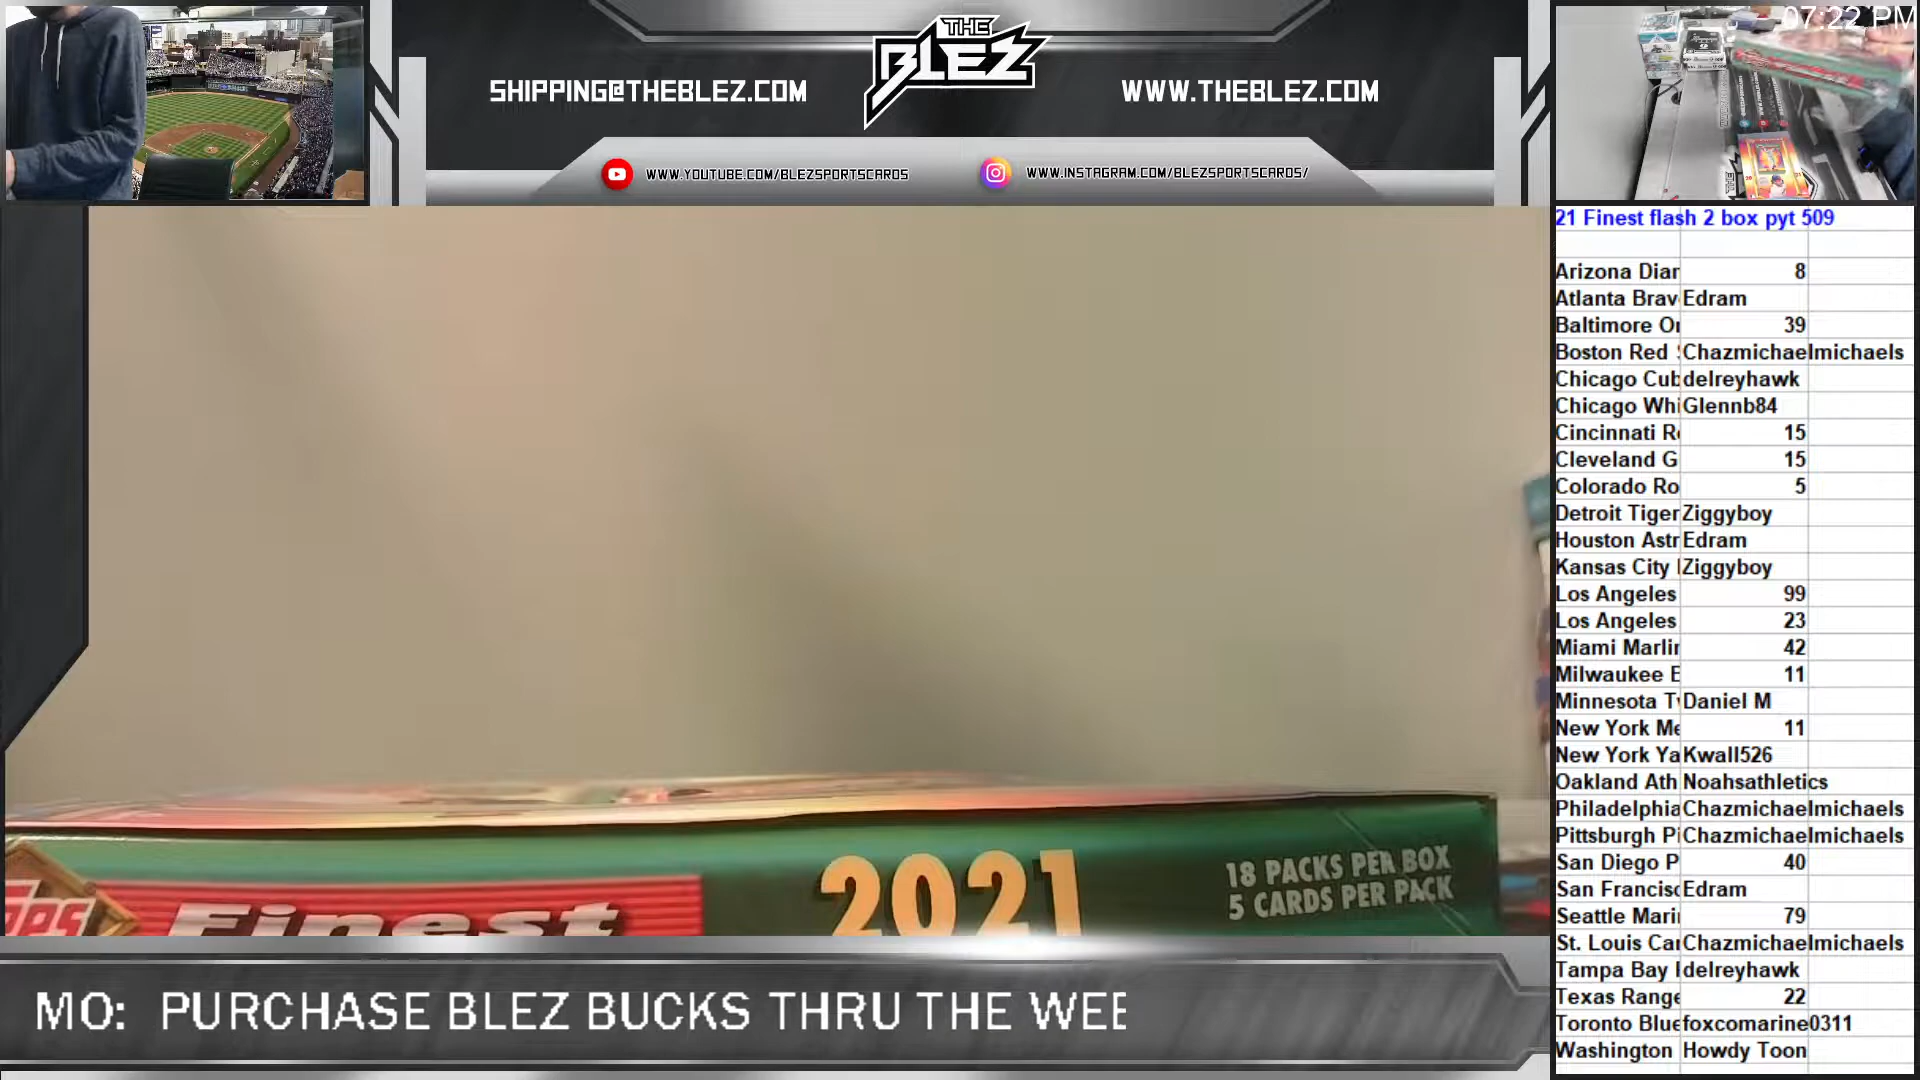 07:22 PM
THE
BLEZ
SHIPPING@THEBLEZ.COM
WWW.THEBLEZ.COM
WWW.YOUTUBE.COM/BLEZSPORTSCARDS
WWW.INSTAGRAM.COM/BLEZSPORTSCARDS/
21 Finest flash 2 box pyt 509
Arizona Diar 8
Atlanta Brav Edram
Baltimore Or 39
Boston Red Chazmichaelmichaels
Chicago Cub delreyhawk
Chicago Whi Glennb84
Cincinnati Re 15
Cleveland G 15
Colorado Ro 5
Detroit Tiger Ziggyboy
Houston Astr Edram
Kansas City Ziggyboy
Los Angeles 99
Los Angeles 23
Miami Marlin 42
Milwaukee E 11
Minnesota Tw Daniel M
New York Me 11
New York Ya Kwall526
Oakland Ath Noahsathletics
Philadelphia Chazmichaelmichaels
Pittsburgh Pi Chazmichaelmichaels
San Diego P 40
San Francisc Edram
Seattle Mari 79
St. Louis Car Chazmichaelmichaels
Tampa Bay delreyhawk
Texas Range 22
Toronto Blue foxcomarine0311
Washington Howdy Toon
Finest
2021
18 PACKS PER BOX
5 CARDS PER PACK
MO: PURCHASE BLEZ BUCKS THRU THE WEE